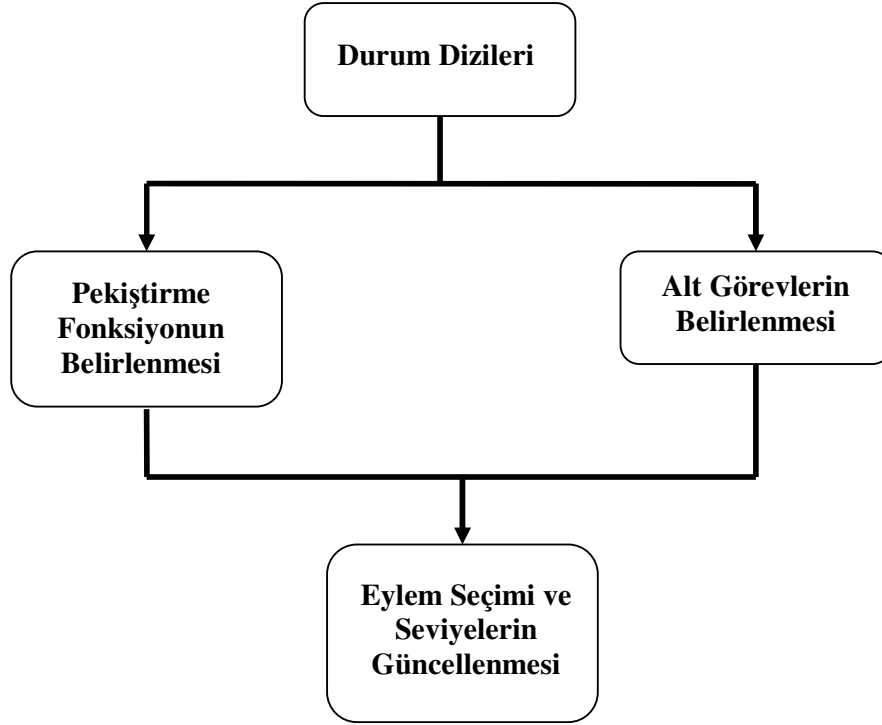 Durum Dizileri
Pekiştirme
Fonksiyonun
Belirlenmesi
Alt Görevlerin
Belirlenmesi
Eylem Seçimi ve
Seviyelerin
Güncellenmesi